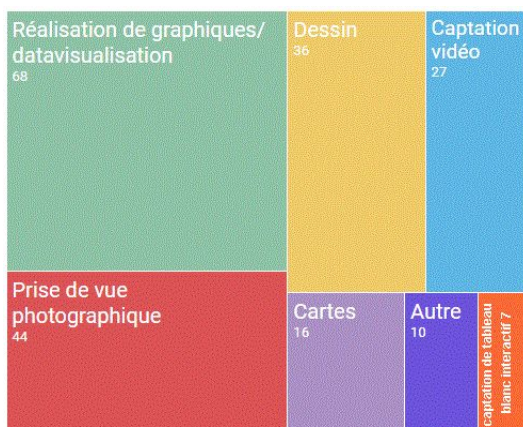 Réalisation de graphiques/
datavisualisation
68
Dessin
36
Captation
vidéo
27
Prise de vue
photographique
44
Cartes
16
Autre
10
captation de tableau
blanc interactif 7